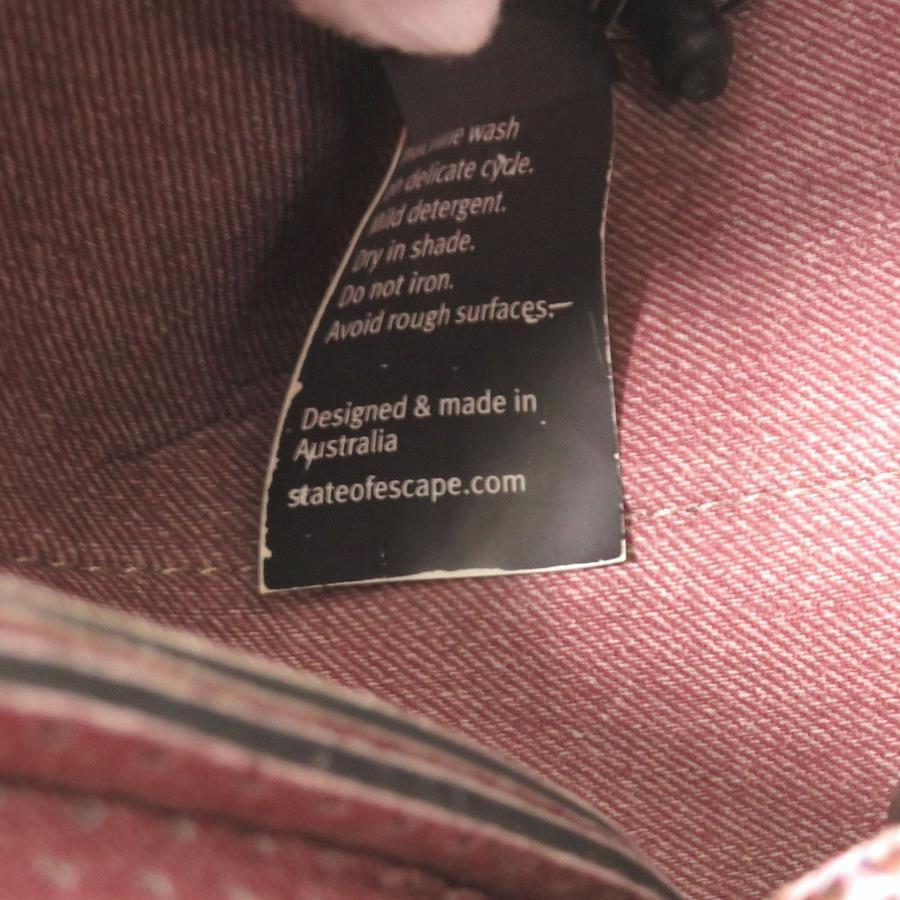 machine wash
on delicate cycle.
Mild detergent.
Dry in shade.
Do not iron.
Avoid rough surfaces.
Designed & made in
Australia
stateofescape.com